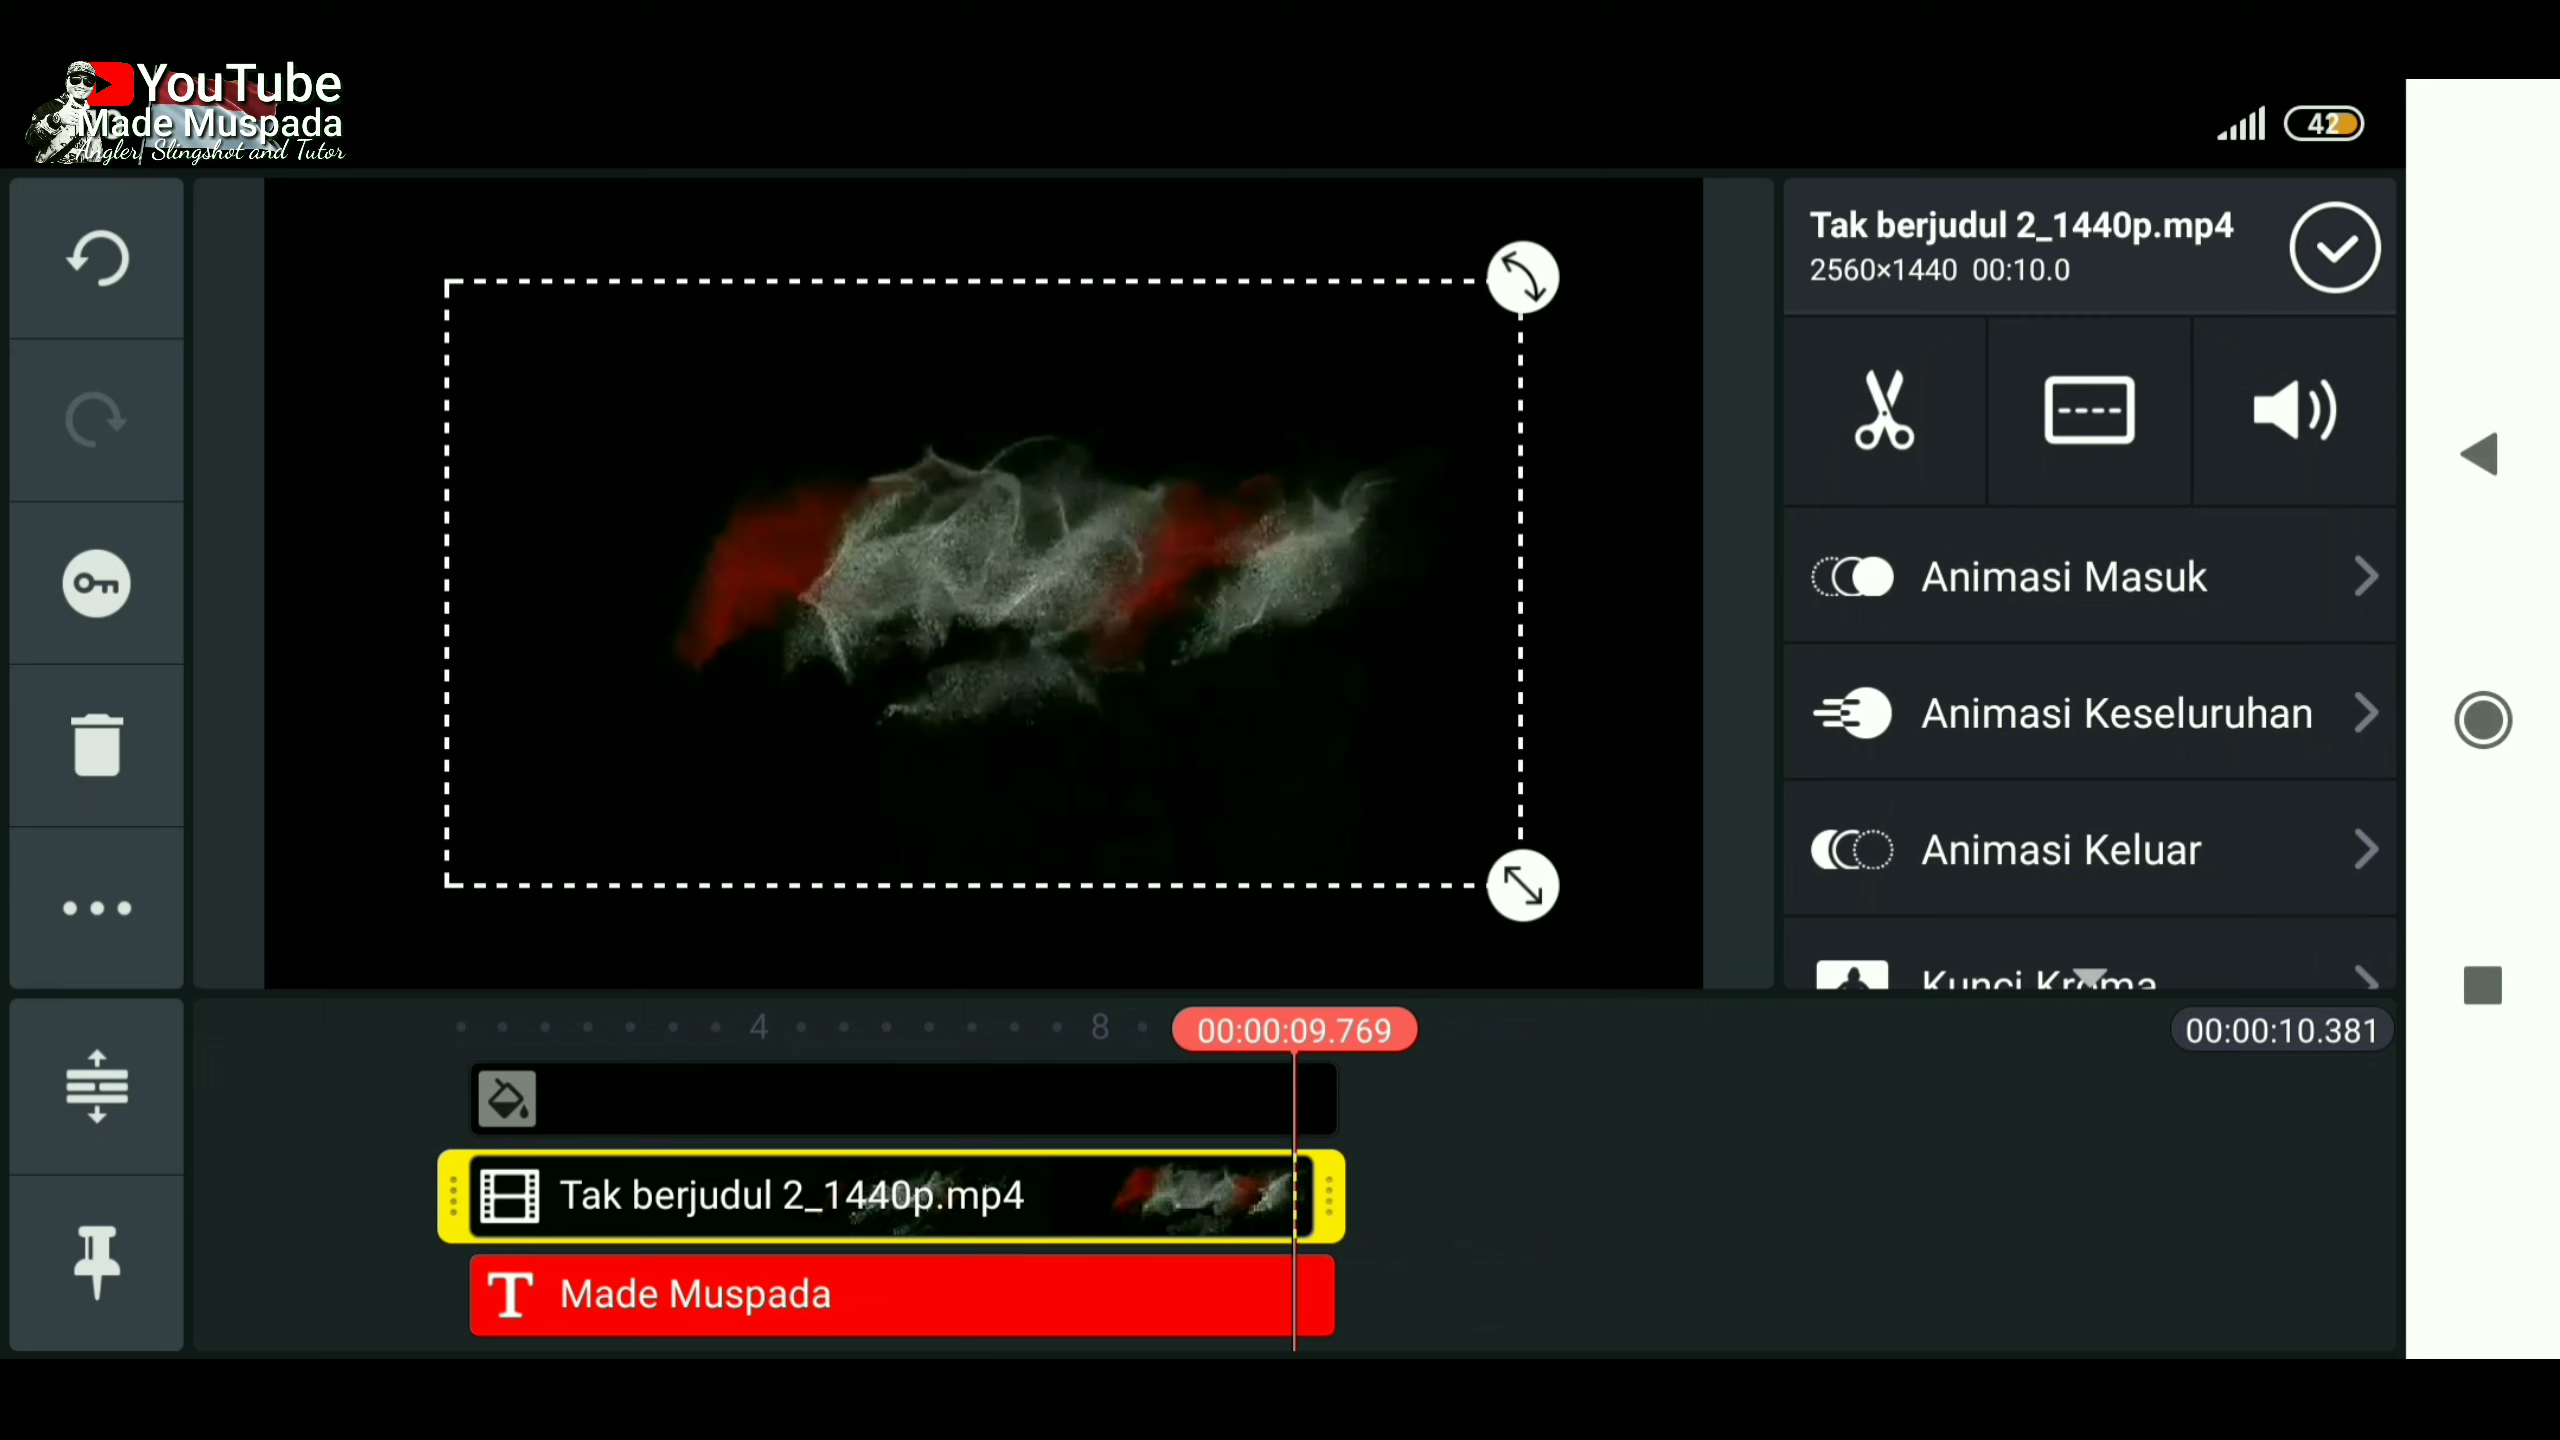 YouTube
Made Muspada
Angler, Slingshot and Tutor
42
Tak berjudul 2_1440p.mp4
2560×1440 00:10.0
Animasi Masuk
Animasi Keseluruhan
Animasi Keluar
Kunci Kroma
4
8
00:00:09.769
00:00:10.381
Tak berjudul 2_1440p.mp4
T Made Muspada